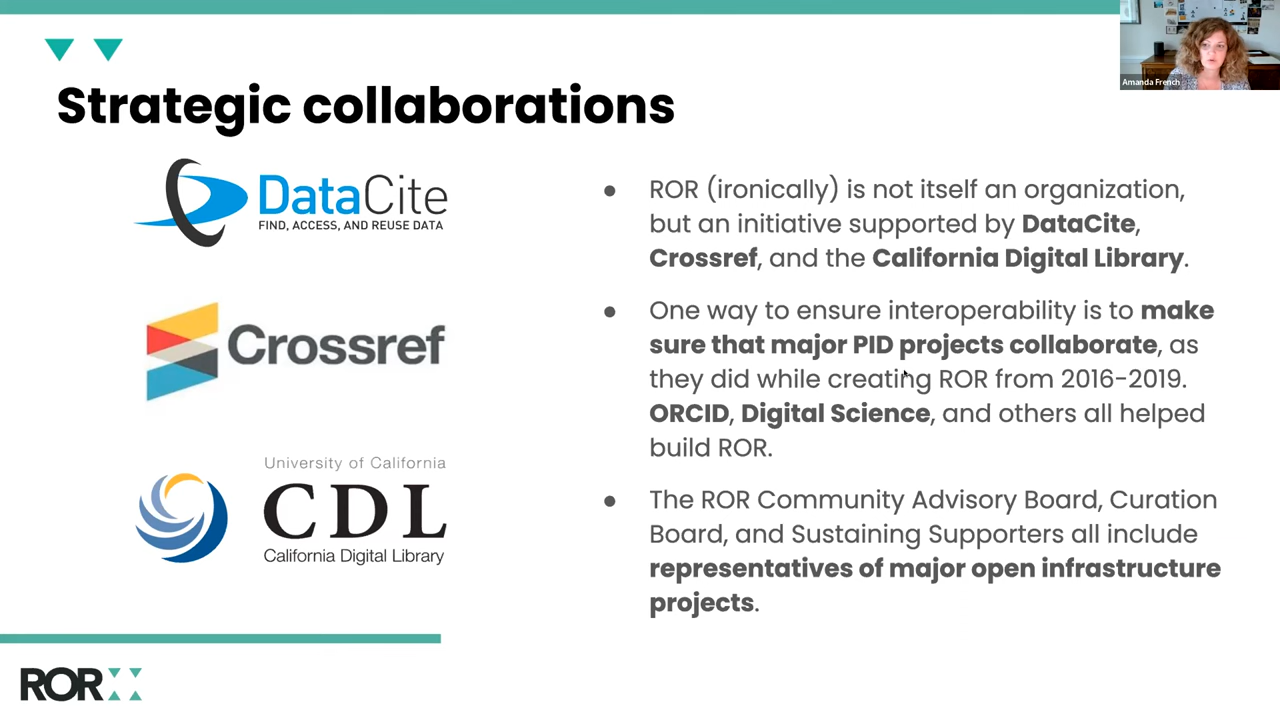 Amanda French
Strategic collaborations
DataCite
FIND, ACCESS, AND REUSE DATA
Crossref
University of California
CDL
California Digital Library
● ROR (ironically) is not itself an organization,
but an initiative supported by DataCite,
Crossref, and the California Digital Library.
● One way to ensure interoperability is to make
sure that major PID projects collaborate, as
they did while creating ROR from 2016-2019.
ORCID, Digital Science, and others all helped
build ROR.
● The ROR Community Advisory Board, Curation
Board, and Sustaining Supporters all include
representatives of major open infrastructure
projects.
ROR